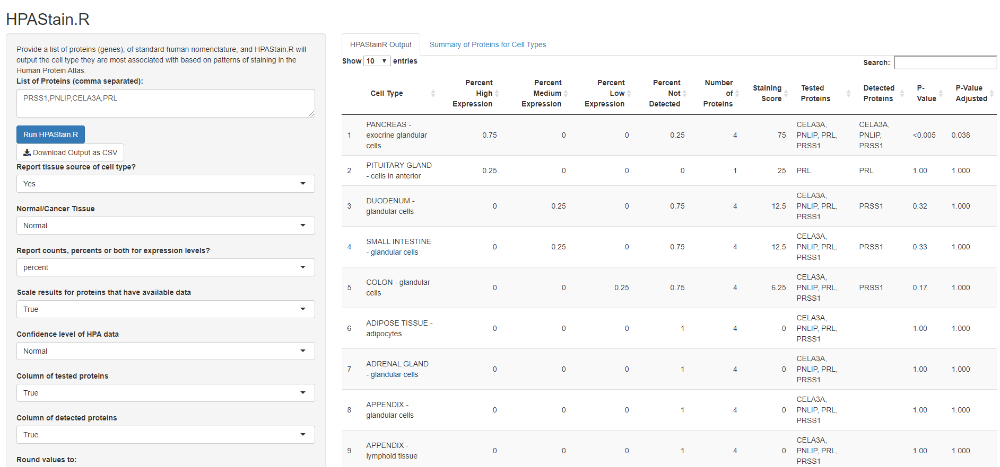 HPAStain.R
Provide a list of proteins (genes), of standard human nomenclature, and HPAStain.R will
output the cell type they are most associated with based on patterns of staining in the
Human Protein Atlas.
List of Proteins (comma separated):
PRSS1,PNLIP,CELA3A,PRL
Run HPAStain.R
Download Output as CSV
Report tissue source of cell type?
Yes
Normal/Cancer Tissue
Normal
Report counts, percents or both for expression levels?
percent
Scale results for proteins that have available data
True
Confidence level of HPA data
Normal
Column of tested proteins
True
Column of detected proteins
True
Round values to:
HPAStainR Output Summary of Proteins for Cell Types
Show 10 entries
Search:
Percent Percent Percent Percent Number
High Medium Low Not of Staining Tested Detected P- P-Value
Cell Type
Expression Expression Expression Detected Proteins Score Proteins Proteins Value Adjusted
PANCREAS - CELA3A, CELA3A,
1 exocrine glandular 0.75 0 0 0.25 4 75 PNLIP, PRL, PNLIP, <0.005 0.038
cells PRSS1 PRSS1
PITUITARY GLAND
2 - cells in anterior 0.25 0 0 0 1 25 PRL PRL 1.00 1.000
DUODENUM - CELA3A,
3 glandular cells 0 0.25 0 0.75 4 12.5 PNLIP, PRL, PRSS1 0.32 1.000
PRSS1
SMALL INTESTINE CELA3A,
4 - glandular cells 0 0.25 0 0.75 4 12.5 PNLIP, PRL, PRSS1 0.33 1.000
PRSS1
COLON - glandular CELA3A,
5 cells 0 0 0.25 0.75 4 6.25 PNLIP, PRL, PRSS1 0.17 1.000
PRSS1
ADIPOSE TISSUE - CELA3A,
6 adipocytes 0 0 0 1 4 0 PNLIP, PRL, 1.00 1.000
PRSS1
ADRENAL GLAND CELA3A,
7 - glandular cells 0 0 0 1 4 0 PNLIP, PRL, 1.00 1.000
PRSS1
APPENDIX - CELA3A,
8 glandular cells 0 0 0 1 4 0 PNLIP, PRL, 1.00 1.000
PRSS1
APPENDIX - CELA3A,
9 lymphoid tissue 0 0 0 1 4 0 PNLIP, PRL, 1.00 1.000
PRSS1